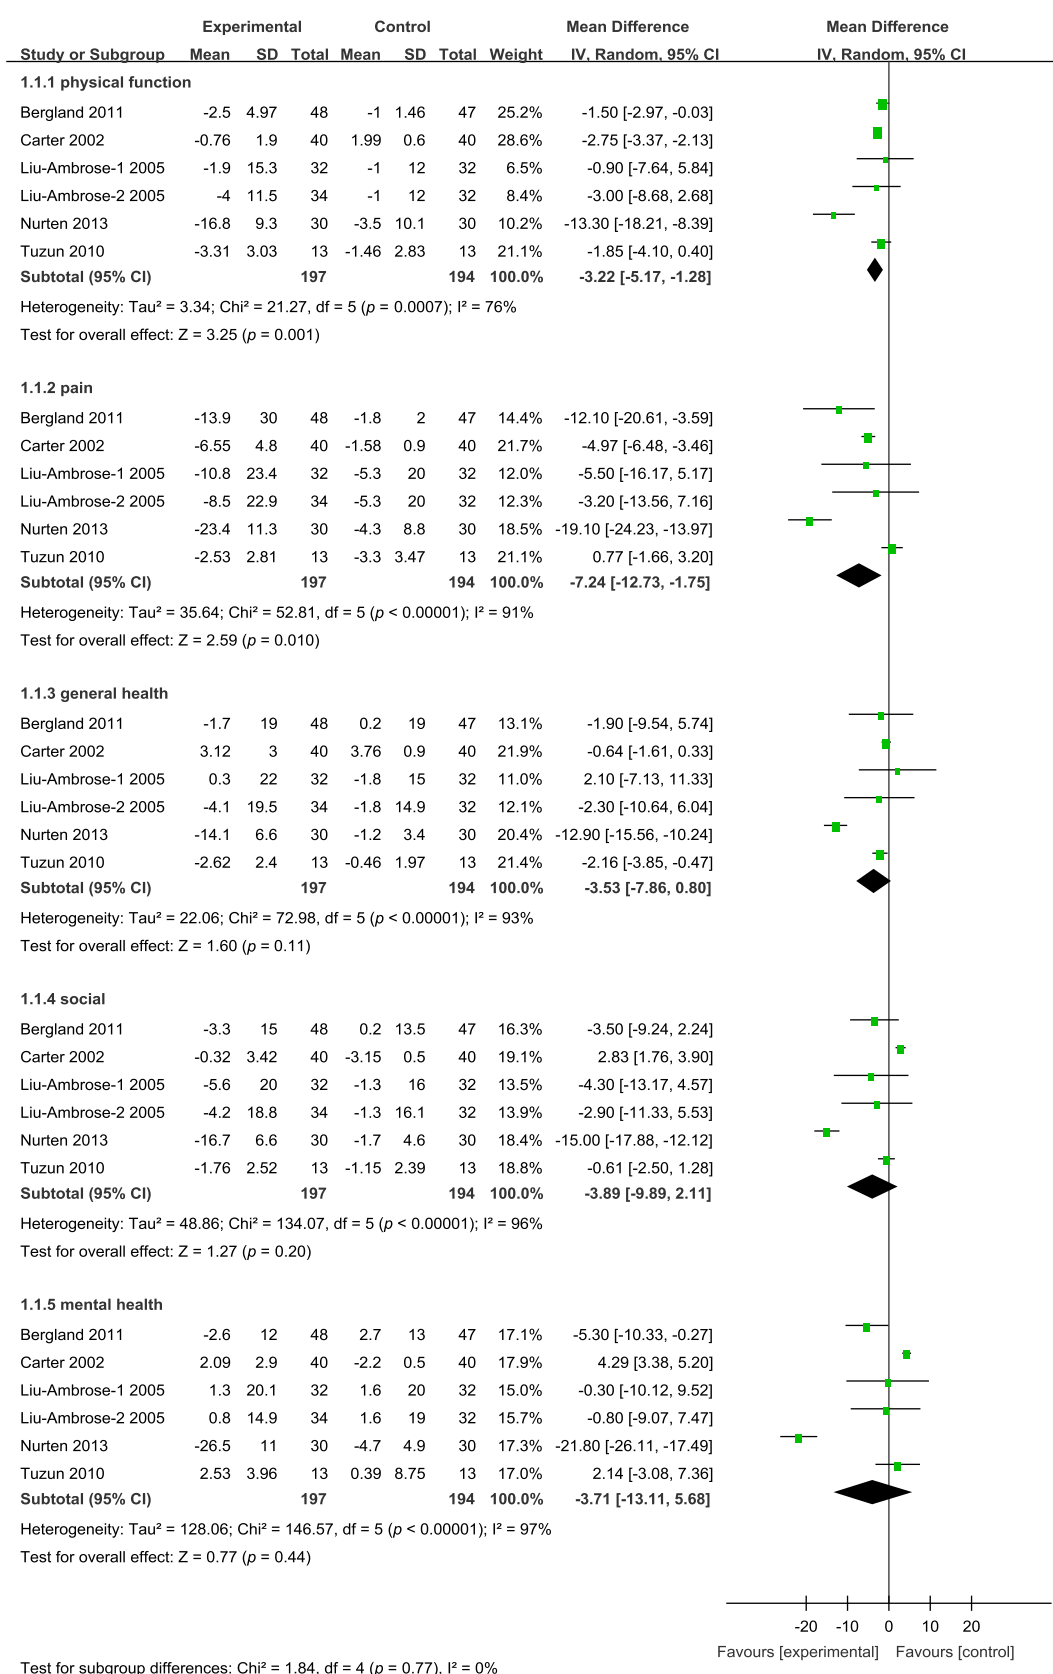 Experimental Control Mean Difference Mean Difference
Study or Subgroup Mean SD Total Mean SD Total Weight IV, Random, 95% CI IV, Random, 95% CI
1.1.1 physical function
Bergland 2011 -2.5 4.97 48 -1 1.46 47 25.2% -1.50 [-2.97, -0.03]
Carter 2002 -0.76 1.9 40 1.99 0.6 40 28.6% -2.75 [-3.37, -2.13]
Liu-Ambrose-1 2005 -1.9 15.3 32 -1 12 32 6.5% -0.90 [-7.64, 5.84]
Liu-Ambrose-2 2005 -4 11.5 34 -1 12 32 8.4% -3.00 [-8.68, 2.68]
Nurten 2013 -16.8 9.3 30 -3.5 10.1 30 10.2% -13.30 [-18.21, -8.39]
Tuzun 2010 -3.31 3.03 13 -1.46 2.83 13 21.1% -1.85 [-4.10, 0.40]
Subtotal (95% CI) 197 194 100.0% -3.22 [-5.17, -1.28]
Heterogeneity: Tau² = 3.34; Chi² = 21.27, df = 5 (p = 0.0007); I² = 76%
Test for overall effect: Z = 3.25 (p = 0.001)
1.1.2 pain
Bergland 2011 -13.9 30 48 -1.8 2 47 14.4% -12.10 [-20.61, -3.59]
Carter 2002 -6.55 4.8 40 -1.58 0.9 40 21.7% -4.97 [-6.48, -3.46]
Liu-Ambrose-1 2005 -10.8 23.4 32 -5.3 20 32 12.0% -5.50 [-16.17, 5.17]
Liu-Ambrose-2 2005 -8.5 22.9 34 -5.3 20 32 12.3% -3.20 [-13.56, 7.16]
Nurten 2013 -23.4 11.3 30 -4.3 8.8 30 18.5% -19.10 [-24.23, -13.97]
Tuzun 2010 -2.53 2.81 13 -3.3 3.47 13 21.1% 0.77 [-1.66, 3.20]
Subtotal (95% CI) 197 194 100.0% -7.24 [-12.73, -1.75]
Heterogeneity: Tau² = 35.64; Chi² = 52.81, df = 5 (p < 0.00001); I² = 91%
Test for overall effect: Z = 2.59 (p = 0.010)
1.1.3 general health
Bergland 2011 -1.7 19 48 0.2 19 47 13.1% -1.90 [-9.54, 5.74]
Carter 2002 3.12 3 40 3.76 0.9 40 21.9% -0.64 [-1.61, 0.33]
Liu-Ambrose-1 2005 0.3 22 32 -1.8 15 32 11.0% 2.10 [-7.13, 11.33]
Liu-Ambrose-2 2005 -4.1 19.5 34 -1.8 14.9 32 12.1% -2.30 [-10.64, 6.04]
Nurten 2013 -14.1 6.6 30 -1.2 3.4 30 20.4% -12.90 [-15.56, -10.24]
Tuzun 2010 -2.62 2.4 13 -0.46 1.97 13 21.4% -2.16 [-3.85, -0.47]
Subtotal (95% CI) 197 194 100.0% -3.53 [-7.86, 0.80]
Heterogeneity: Tau² = 22.06; Chi² = 72.98, df = 5 (p < 0.00001); I² = 93%
Test for overall effect: Z = 1.60 (p = 0.11)
1.1.4 social
Bergland 2011 -3.3 15 48 0.2 13.5 47 16.3% -3.50 [-9.24, 2.24]
Carter 2002 -0.32 3.42 40 -3.15 0.5 40 19.1% 2.83 [1.76, 3.90]
Liu-Ambrose-1 2005 -5.6 20 32 -1.3 16 32 13.5% -4.30 [-13.17, 4.57]
Liu-Ambrose-2 2005 -4.2 18.8 34 -1.3 16.1 32 13.9% -2.90 [-11.33, 5.53]
Nurten 2013 -16.7 6.6 30 -1.7 4.6 30 18.4% -15.00 [-17.88, -12.12]
Tuzun 2010 -1.76 2.52 13 -1.15 2.39 13 18.8% -0.61 [-2.50, 1.28]
Subtotal (95% CI) 197 194 100.0% -3.89 [-9.89, 2.11]
Heterogeneity: Tau² = 48.86; Chi² = 134.07, df = 5 (p < 0.00001); I² = 96%
Test for overall effect: Z = 1.27 (p = 0.20)
1.1.5 mental health
Bergland 2011 -2.6 12 48 2.7 13 47 17.1% -5.30 [-10.33, -0.27]
Carter 2002 2.09 2.9 40 -2.2 0.5 40 17.9% 4.29 [3.38, 5.20]
Liu-Ambrose-1 2005 1.3 20.1 32 1.6 20 32 15.0% -0.30 [-10.12, 9.52]
Liu-Ambrose-2 2005 0.8 14.9 34 1.6 19 32 15.7% -0.80 [-9.07, 7.47]
Nurten 2013 -26.5 11 30 -4.7 4.9 30 17.3% -21.80 [-26.11, -17.49]
Tuzun 2010 2.53 3.96 13 0.39 8.75 13 17.0% 2.14 [-3.08, 7.36]
Subtotal (95% CI) 197 194 100.0% -3.71 [-13.11, 5.68]
Heterogeneity: Tau² = 128.06; Chi² = 146.57, df = 5 (p < 0.00001); I² = 97%
Test for overall effect: Z = 0.77 (p = 0.44)
-20 -10 0 10 20
Favours [experimental] Favours [control]
Test for subgroup differences: Chi² = 1.84, df = 4 (p = 0.77), I² = 0%